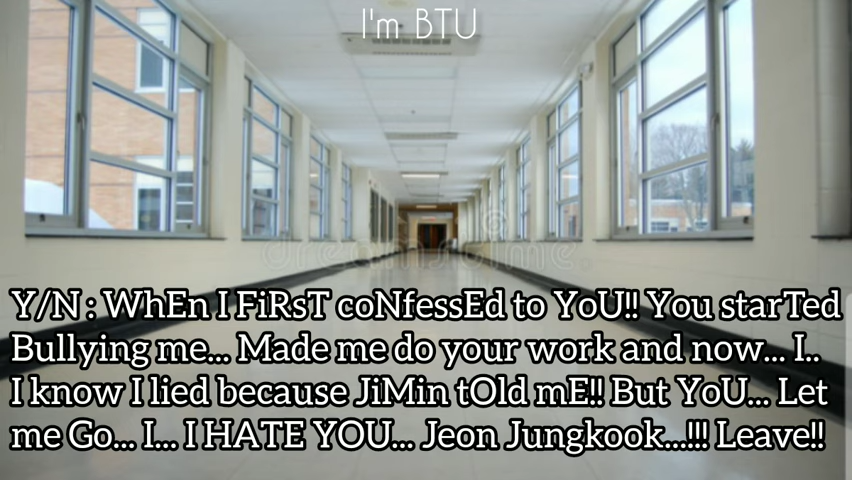 I'm BTU
dreamstime
Y/N : WhEn I FiRsT coNfessEd to YoU!! You starTed
Bullying me... Made me do your work and now... I..
I know I lied because JiMin tOld mE!! But YoU... Let
me Go... I... I HATE YOU... Jeon Jungkook...!!! Leave!!